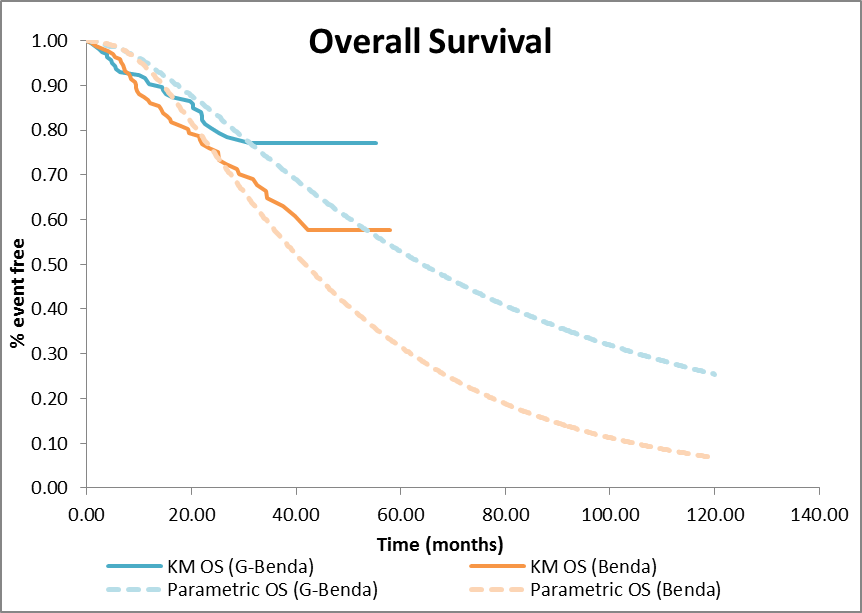 Overall Survival
% event free
1.00
0.90
0.80
0.70
0.60
0.50
0.40
0.30
0.20
0.10
0.00
0.00 20.00 40.00 60.00 80.00 100.00 120.00 140.00
Time (months)
KM OS (G-Benda) KM OS (Benda)
Parametric OS (G-Benda) Parametric OS (Benda)